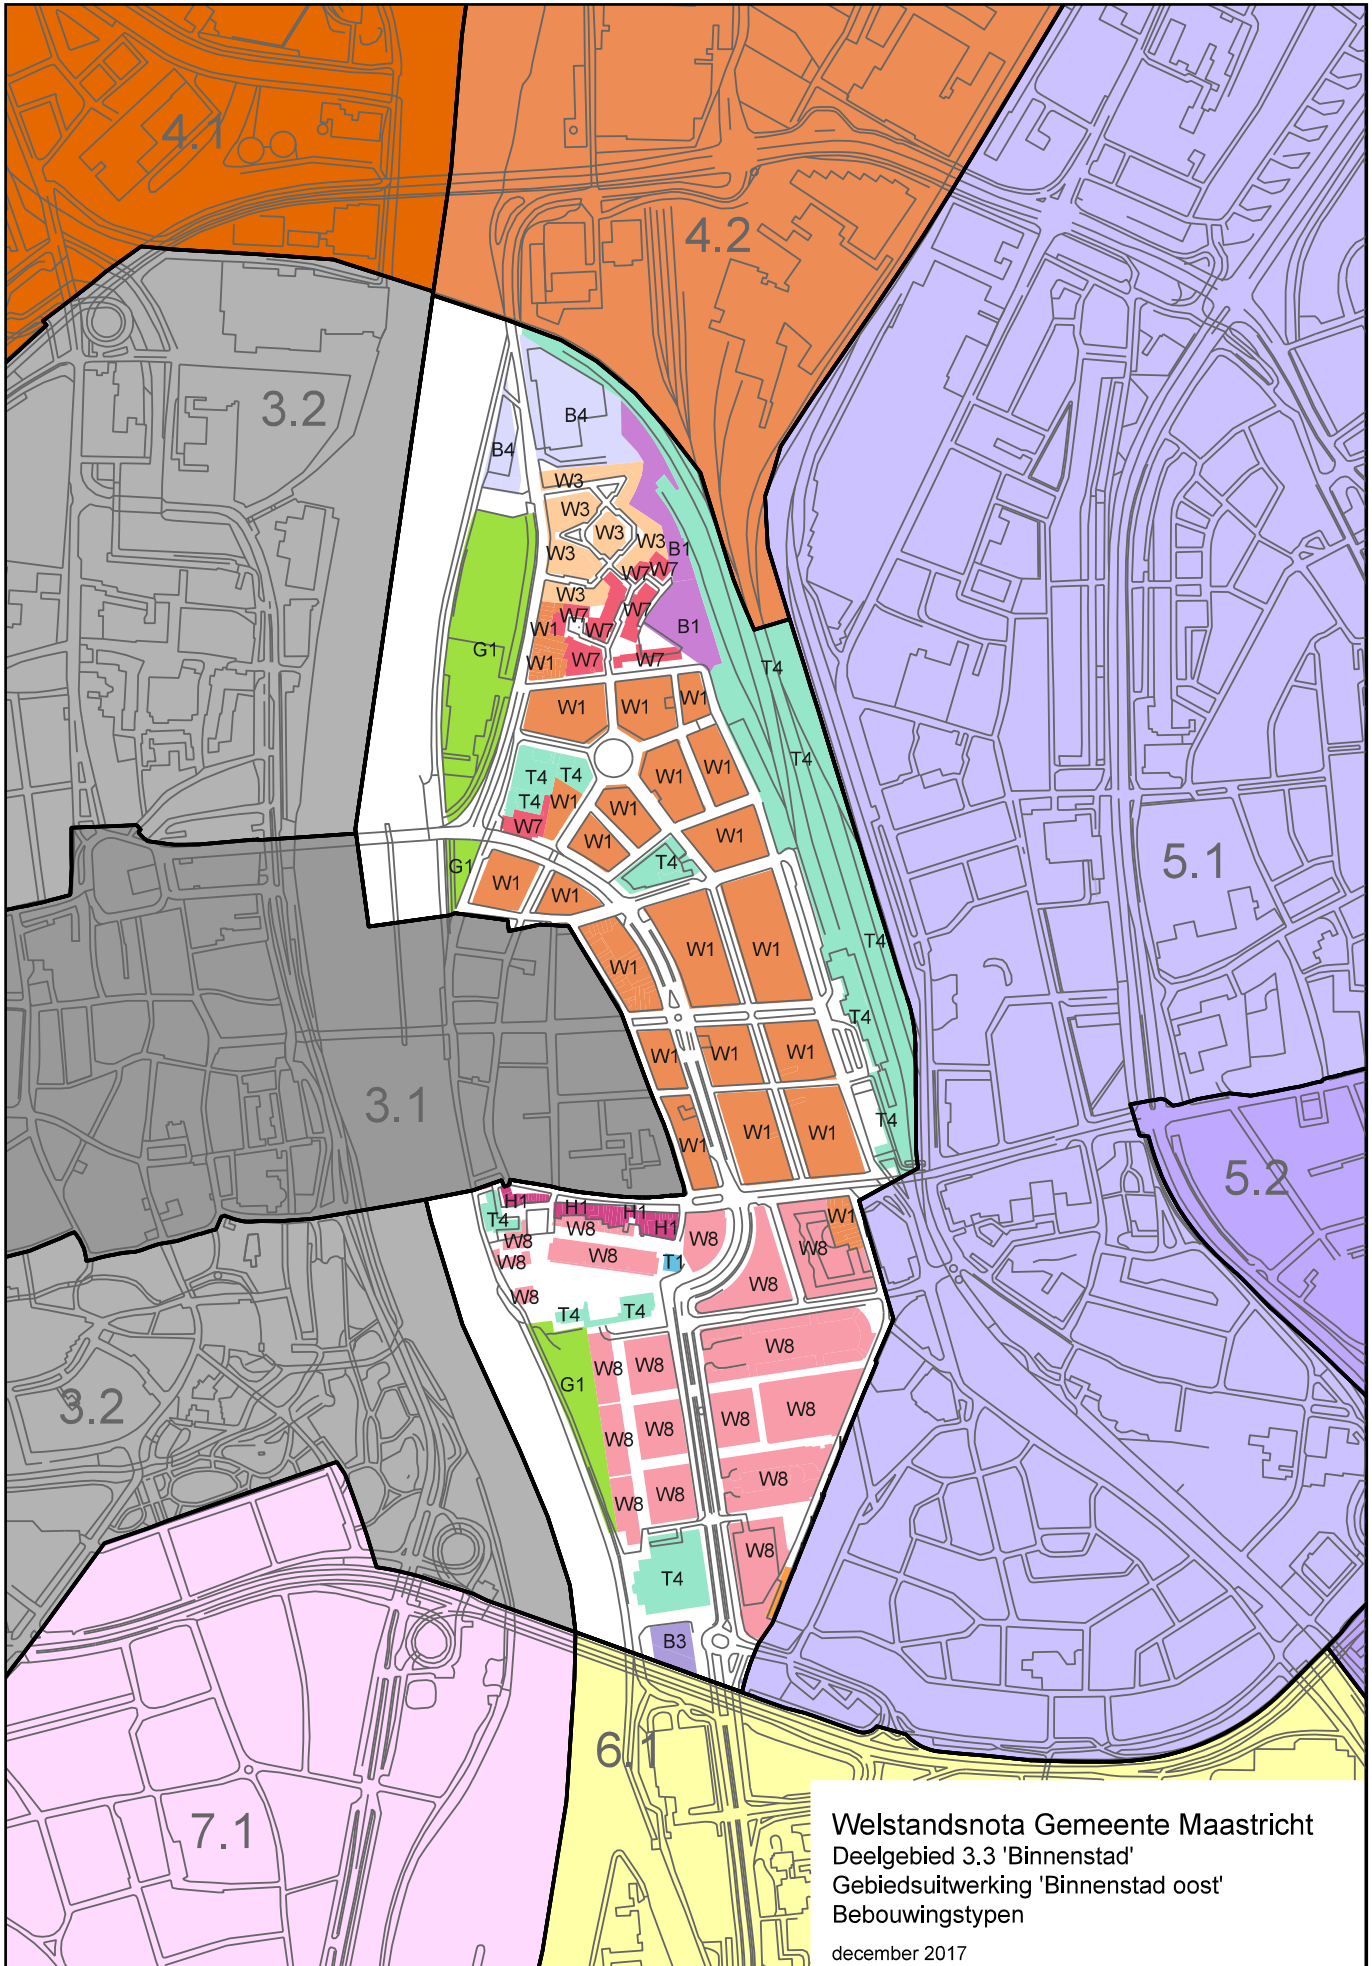 4.1
4.2
3.2
B4
B4
W3
W3
W3
W3
W3
B1
W7
W7
W3
W7
W7
W1
W7
B1
G1
W1
W7
W7
T4
W1
W1
W1
T4
T4
W1
W1
T4
T4
W1
W1
W7
W1
W1
T4
5.1
G1
W1
W1
T4
W1
W1
W1
T4
W1
W1
W1
3.1
T4
W1
W1
W1
5.2
H1
H1
H1
H1
T4
W8
W1
W8
W8
W8
W8
W8
T1
W8
W8
T4
T4
W8
W8
W8
G1
3.2
W8
W8
W8
W8
W8
W8
W8
W8
T4
B3
6.1
7.1
Welstandsnota Gemeente Maastricht
Deelgebied 3.3 'Binnenstad'
Gebiedsuitwerking 'Binnenstad oost'
Bebouwingstypen
december 2017